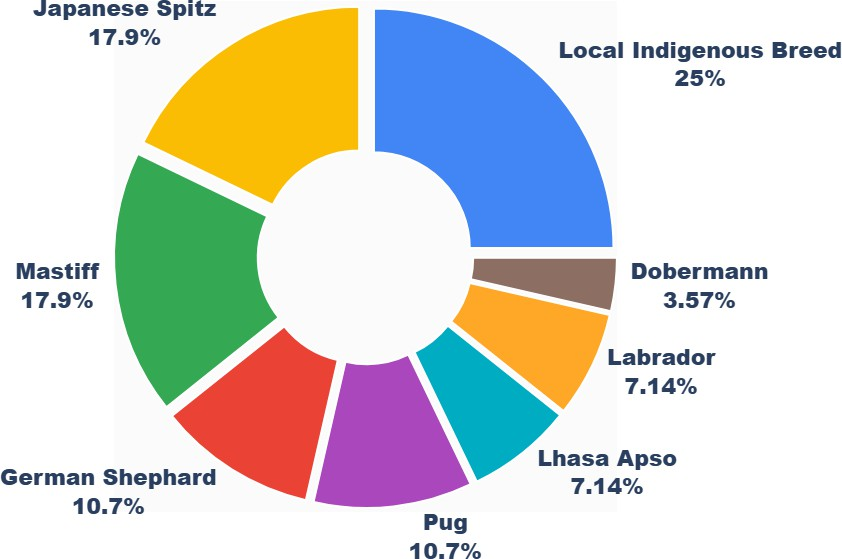 Japanese Spitz
17.9%
Local Indigenous Breed
25%
Mastiff
17.9%
Dobermann
3.57%
Labrador
7.14%
Lhasa Apso
7.14%
German Shephard
10.7%
Pug
10.7%